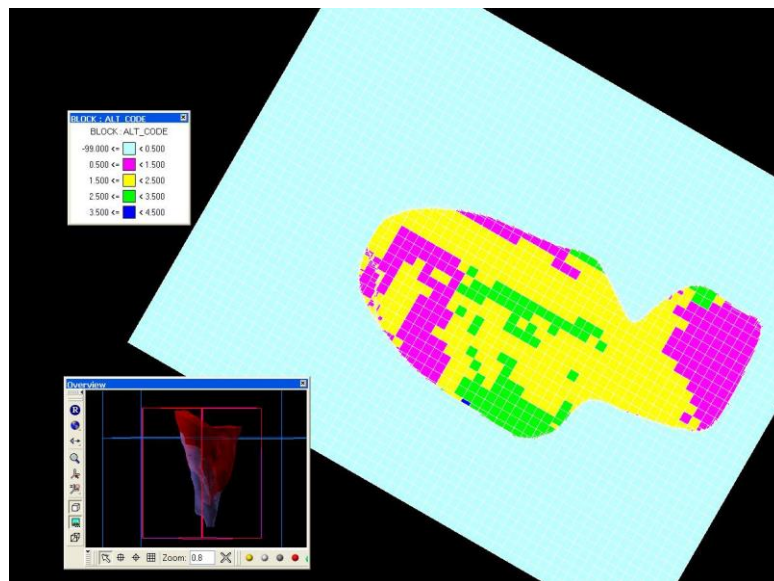 BLOCK : ALT_CODE
BLOCK : ALT_CODE
-99.000 <= < 0.500
0.500 <= < 1.500
1.500 <= < 2.500
2.500 <= < 3.500
3.500 <= < 4.500
Overview
R
Zoom: 0.8